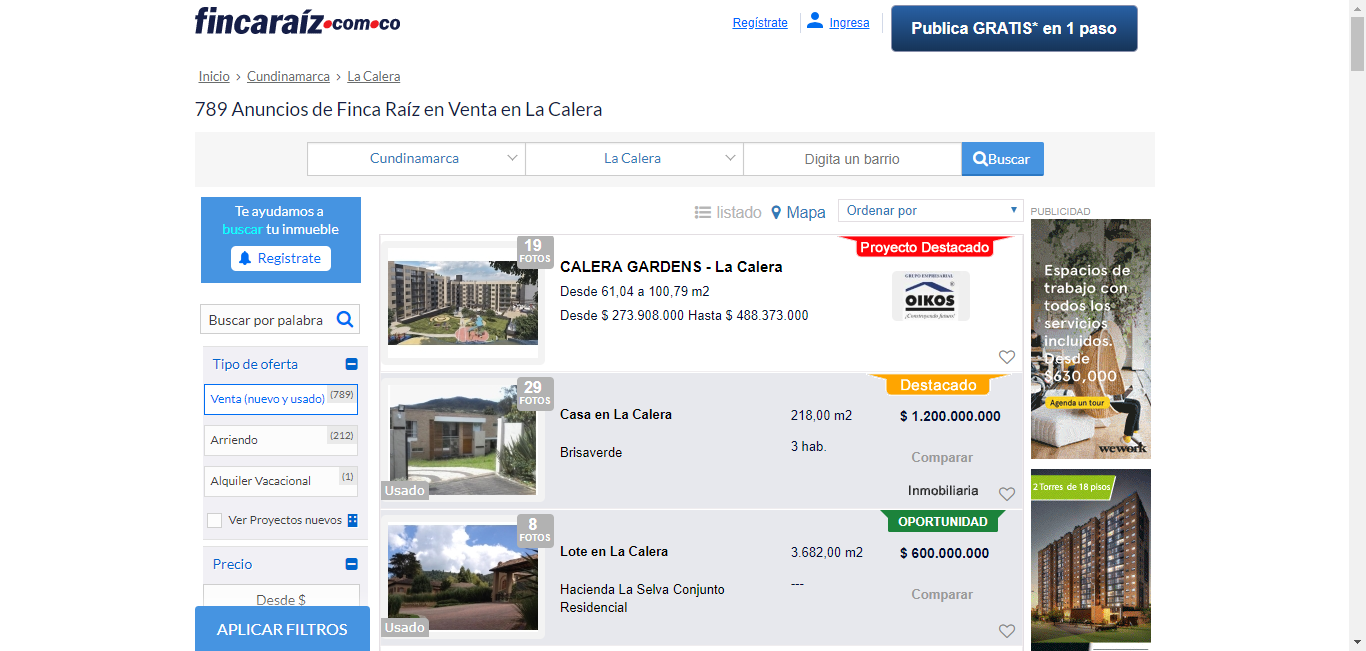 fincaraíz.com.co
Regístrate
Ingresa
Publica GRATIS* en 1 paso
Inicio › Cundinamarca › La Calera
789 Anuncios de Finca Raíz en Venta en La Calera
Cundinamarca
La Calera
Digita un barrio
Buscar
Te ayudamos a
buscar tu inmueble
Registrate
Buscar por palabra
Tipo de oferta
Venta (nuevo y usado) (789)
Arriendo (212)
Alquiler Vacacional (1)
Ver Proyectos nuevos
Precio
Desde $
APLICAR FILTROS
listado
Mapa
Ordenar por
19
FOTOS
CALERA GARDENS - La Calera
Desde 61,04 a 100,79 m2
Desde $ 273.908.000 Hasta $ 488.373.000
Proyecto Destacado
GRUPO EMPRESARIAL
OIKOS
¡Construyendo futuro!
29
FOTOS
Usado
Casa en La Calera
Brisaverde
218,00 m2
3 hab.
Destacado
$ 1.200.000.000
Comparar
Inmobiliaria
8
FOTOS
Usado
Lote en La Calera
Hacienda La Selva Conjunto
Residencial
3.682,00 m2
---
OPORTUNIDAD
$ 600.000.000
Comparar
PUBLICIDAD
Espacios de
trabajo con
todos los
servicios
incluidos.
Desde
$630,000
Agenda un tour
wework
2 Torres de 18 pisos